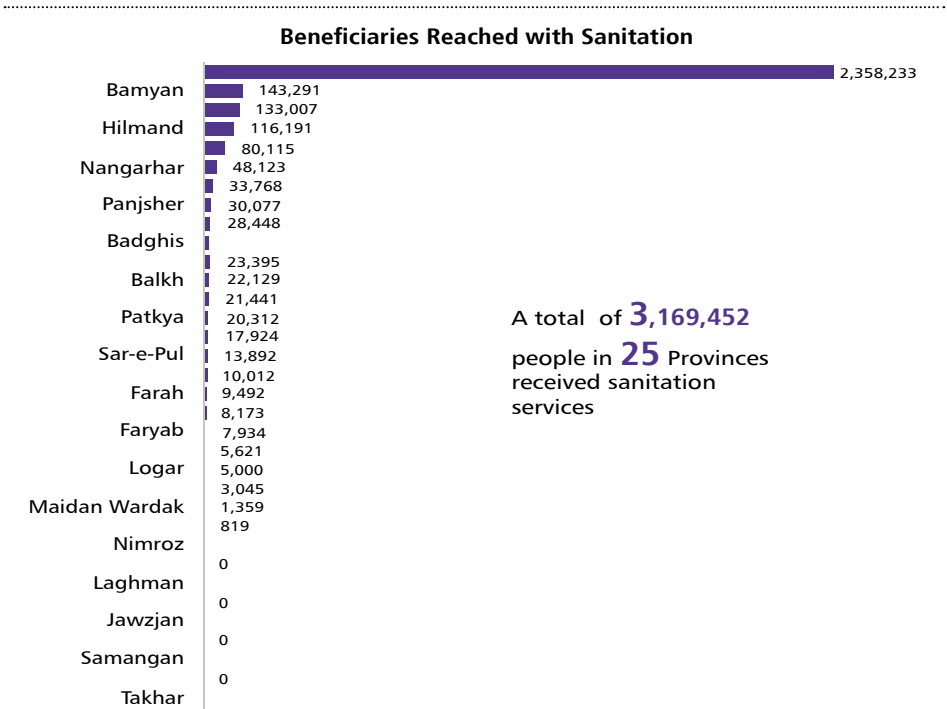 Beneficiaries Reached with Sanitation
2,358,233
Bamyan 143,291
133,007
Hilmand 116,191
80,115
Nangarhar 48,123
33,768
Panjsher 30,077
28,448
Badghis
23,395
Balkh 22,129
21,441
Patkya 20,312
17,924
Sar-e-Pul 13,892
10,012
Farah 9,492
8,173
Faryab 7,934
5,621
Logar 5,000
3,045
Maidan Wardak 1,359
819
Nimroz
0
Laghman
0
Jawzjan
0
Samangan
0
Takhar
A total of 3,169,452
people in 25 Provinces
received sanitation
services